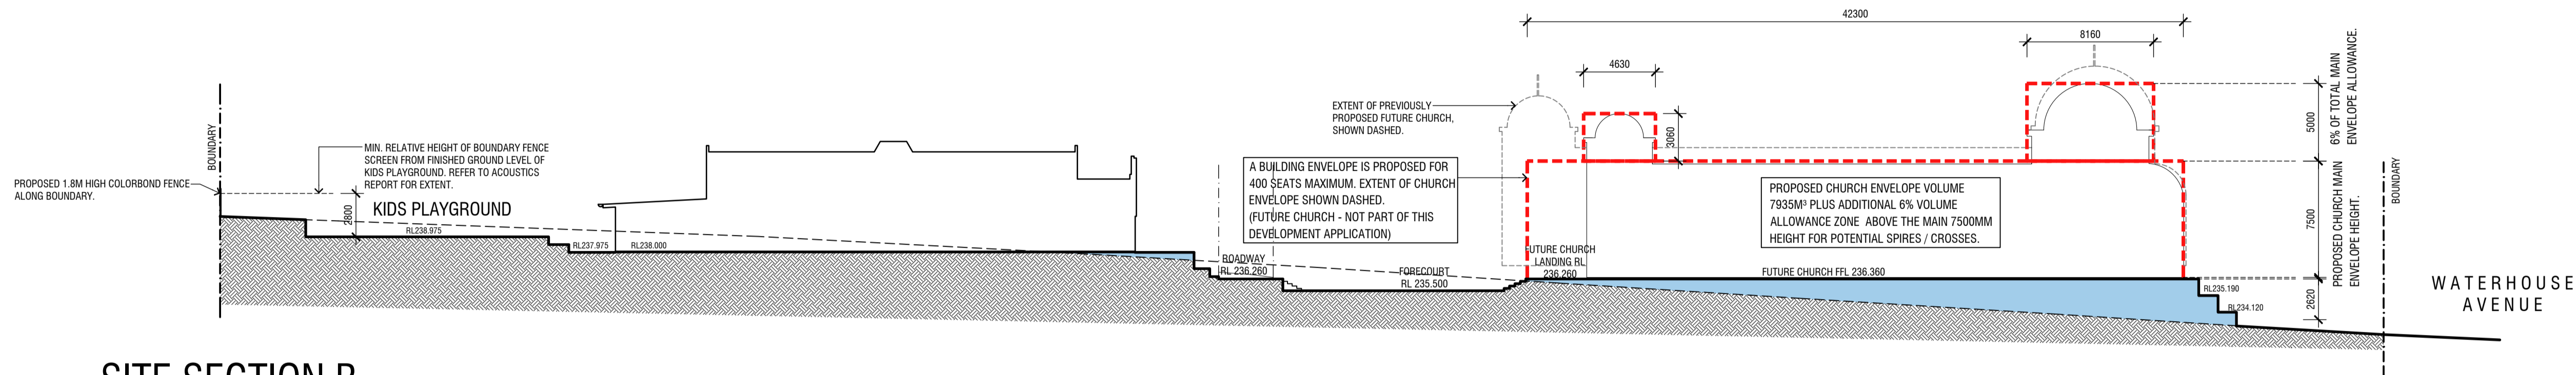 42300
8160
4630
3060
5000
6% OF TOTAL MAIN
ENVELOPE ALLOWANCE.
7500
PROPOSED CHURCH MAIN
ENVELOPE HEIGHT.
2620
BOUNDARY
PROPOSED 1.8M HIGH COLORBOND FENCE
ALONG BOUNDARY.
MIN. RELATIVE HEIGHT OF BOUNDARY FENCE
SCREEN FROM FINISHED GROUND LEVEL OF
KIDS PLAYGROUND. REFER TO ACOUSTICS
REPORT FOR EXTENT.
2800
KIDS PLAYGROUND
RL238.975
RL237.975
RL238.000
EXTENT OF PREVIOUSLY
PROPOSED FUTURE CHURCH,
SHOWN DASHED.
A BUILDING ENVELOPE IS PROPOSED FOR
400 SEATS MAXIMUM. EXTENT OF CHURCH
ENVELOPE SHOWN DASHED.
(FUTURE CHURCH - NOT PART OF THIS
DEVELOPMENT APPLICATION)
ROADWAY
RL 236.260
FORECOURT
RL 235.500
FUTURE CHURCH
LANDING RL
236.260
PROPOSED CHURCH ENVELOPE VOLUME
7935M³ PLUS ADDITIONAL 6% VOLUME
ALLOWANCE ZONE ABOVE THE MAIN 7500MM
HEIGHT FOR POTENTIAL SPIRES / CROSSES.
FUTURE CHURCH FFL 236.360
RL235.190
RL234.120
BOUNDARY
WATERHOUSE
AVENUE
SITE SECTION B